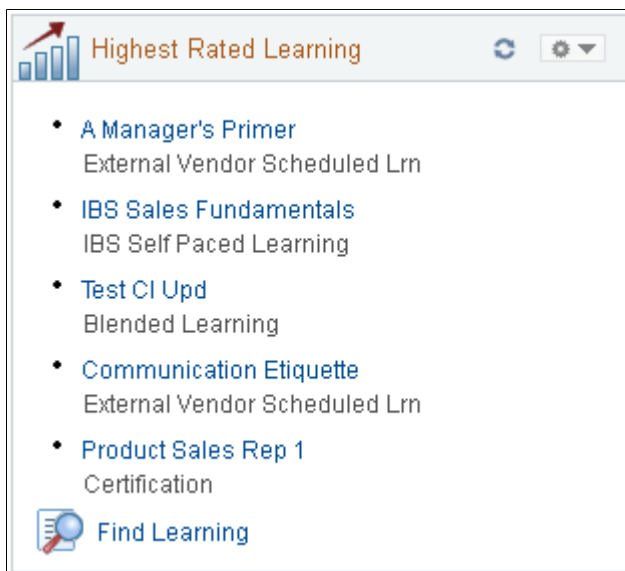 Highest Rated Learning
A Manager's Primer
External Vendor Scheduled Lrn
IBS Sales Fundamentals
IBS Self Paced Learning
Test CI Upd
Blended Learning
Communication Etiquette
External Vendor Scheduled Lrn
Product Sales Rep 1
Certification
Find Learning